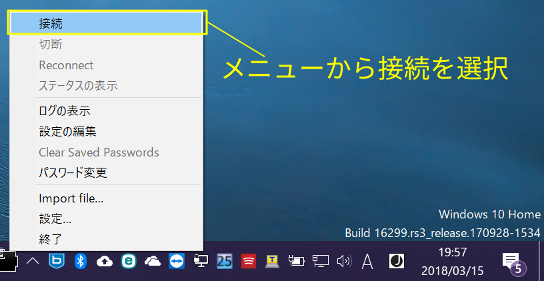 接続
メニューから接続を選択
切断
Reconnect
ステータスの表示
ログの表示
設定の編集
Clear Saved Passwords
パスワード変更
Import file...
設定...
終了
Windows 10 Home
Build 16299.rs3_release.170928-1534
25
T
A
J
19:57
2018/03/15
5